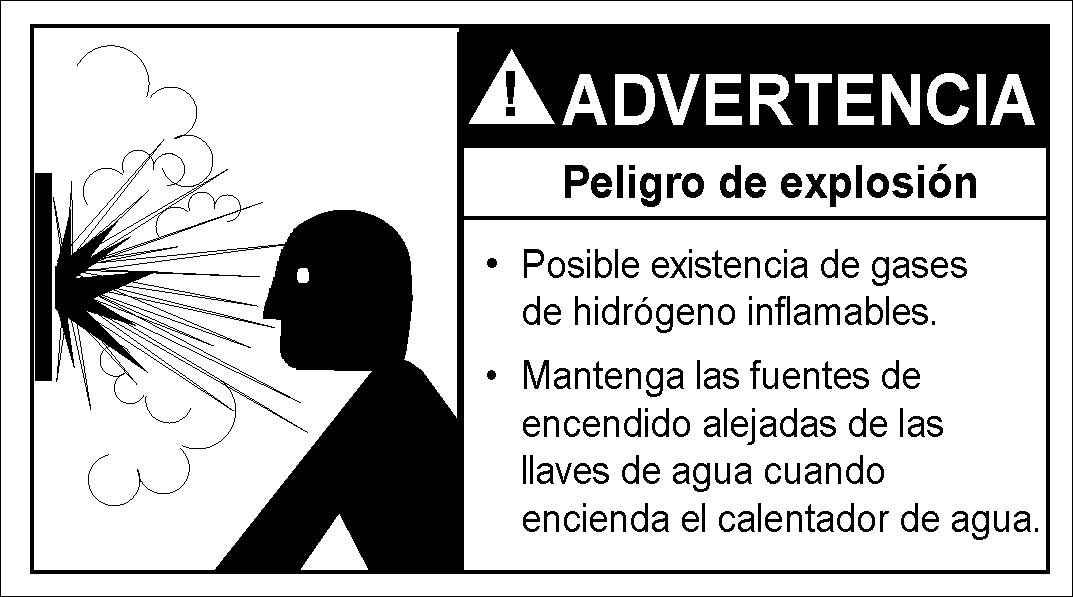 ! ADVERTENCIA
Peligro de explosión
• Posible existencia de gases
de hidrógeno inflamables.
• Mantenga las fuentes de
encendido alejadas de las
llaves de agua cuando
encienda el calentador de agua.